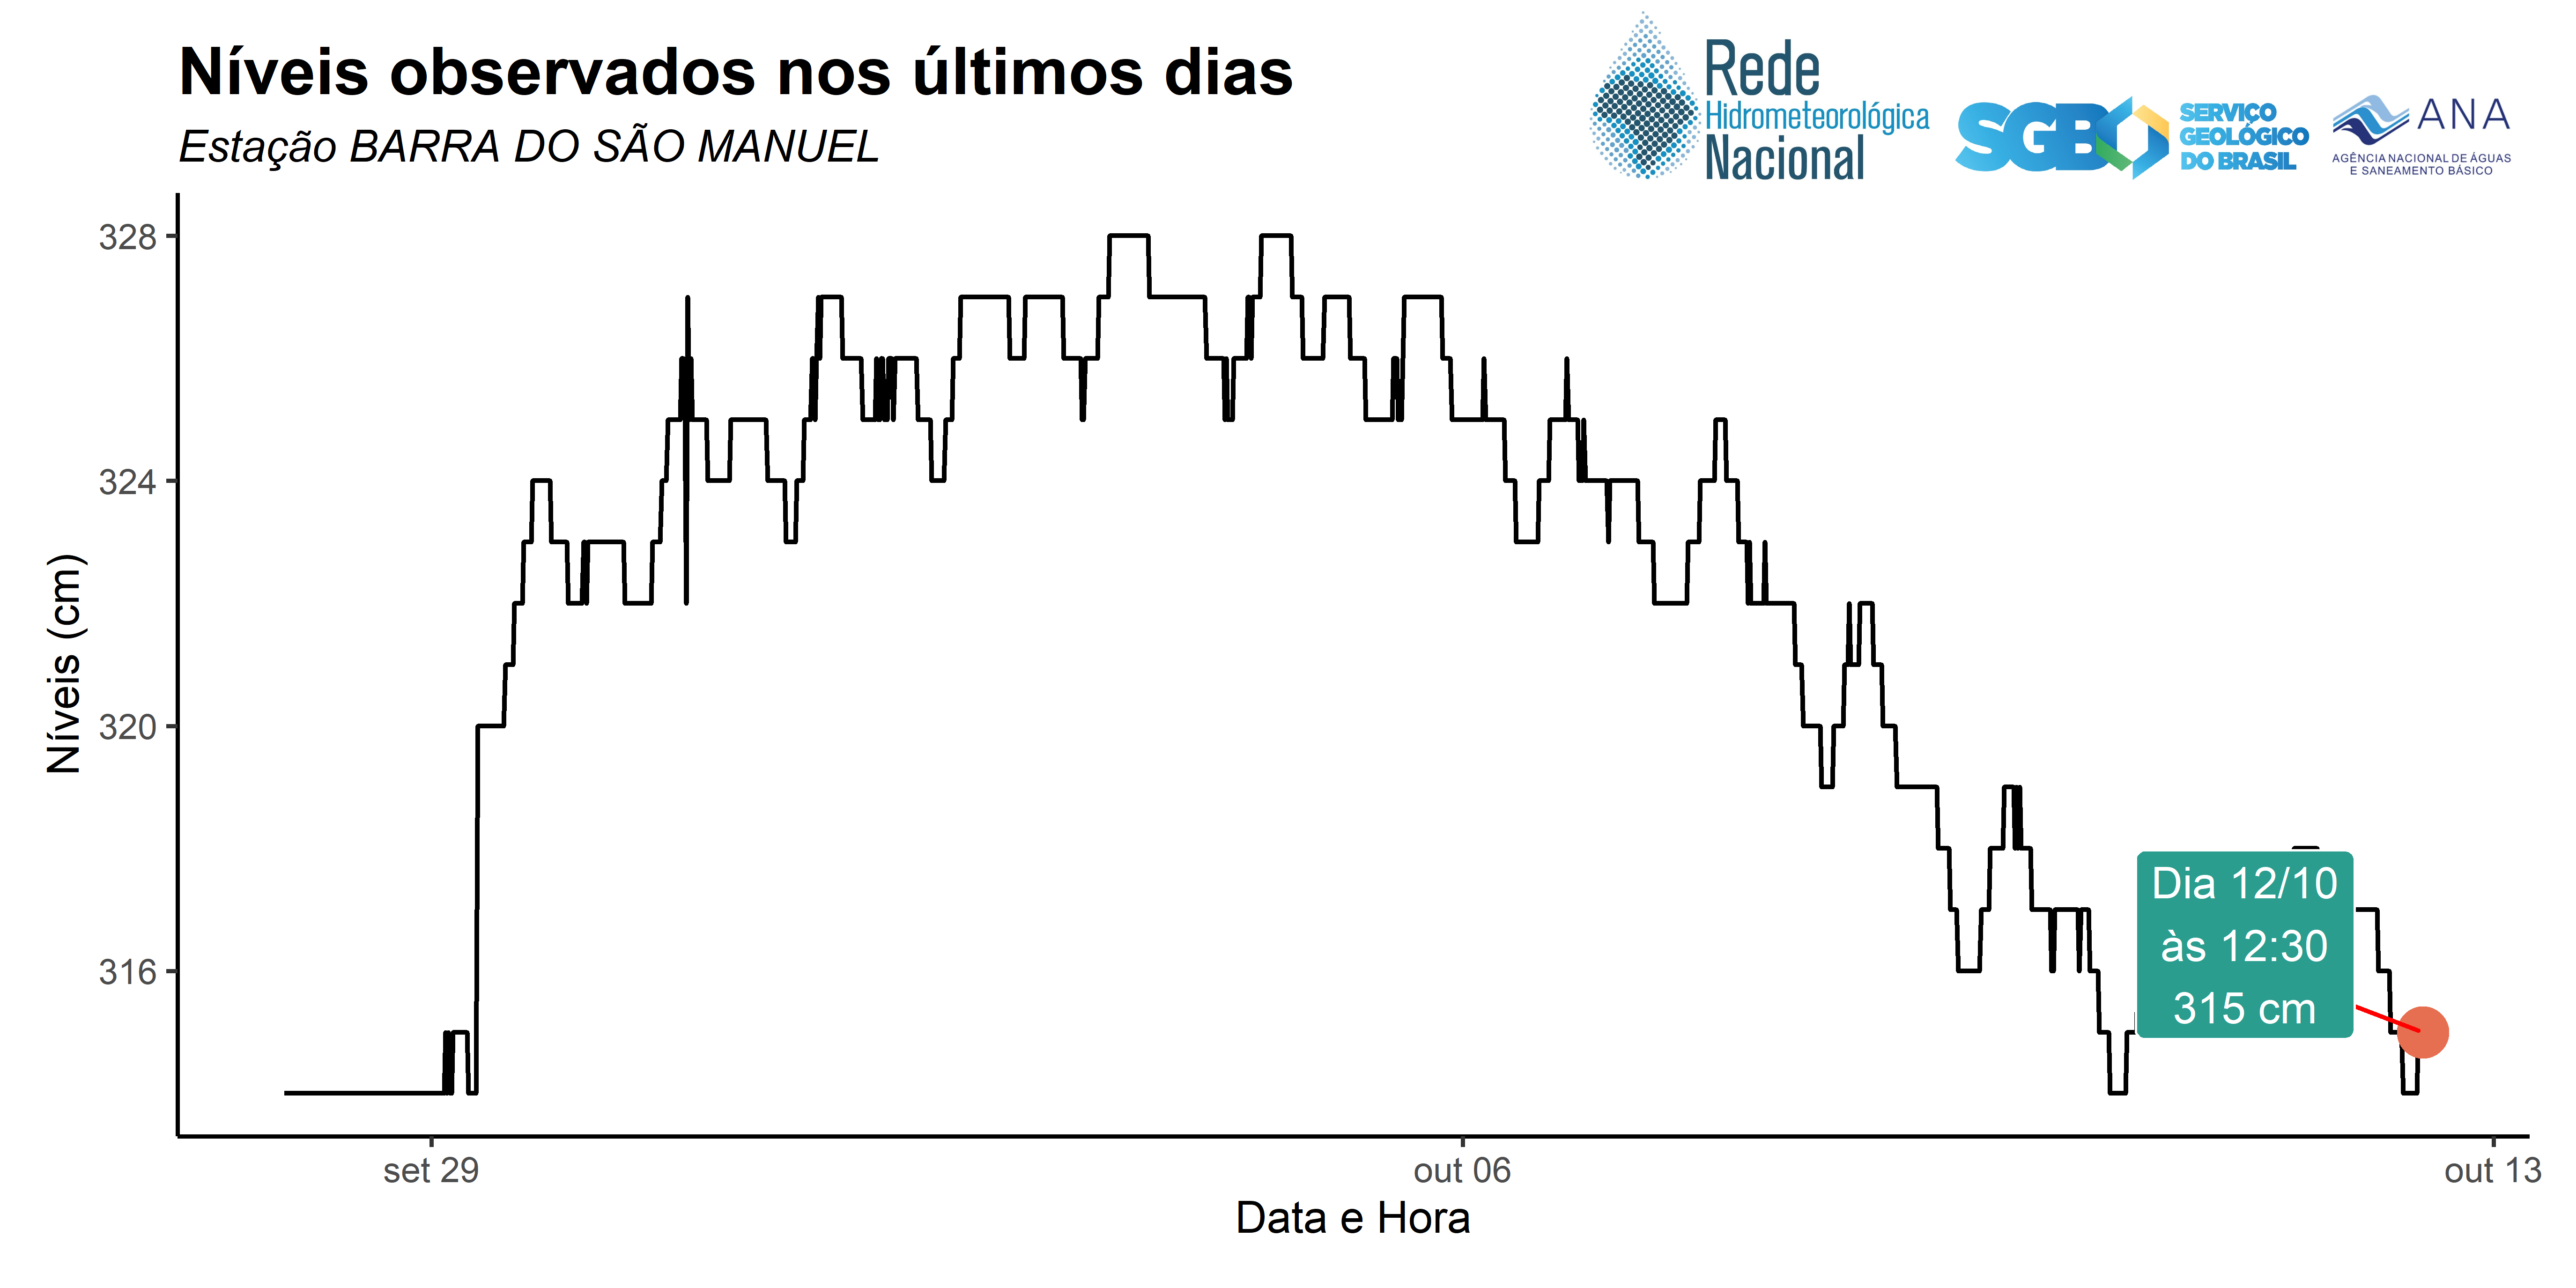 Níveis observados nos últimos dias
Estação BARRA DO SÃO MANUEL
Rede
Hidrometeorológica
Nacional
SGB
SERVIÇO
GEOLÓGICO
DO BRASIL
ANA
AGÊNCIA NACIONAL DE ÁGUAS
E SANEAMENTO BÁSICO
Níveis (cm)
328
324
320
316
Dia 12/10
às 12:30
315 cm
set 29
out 06
out 13
Data e Hora